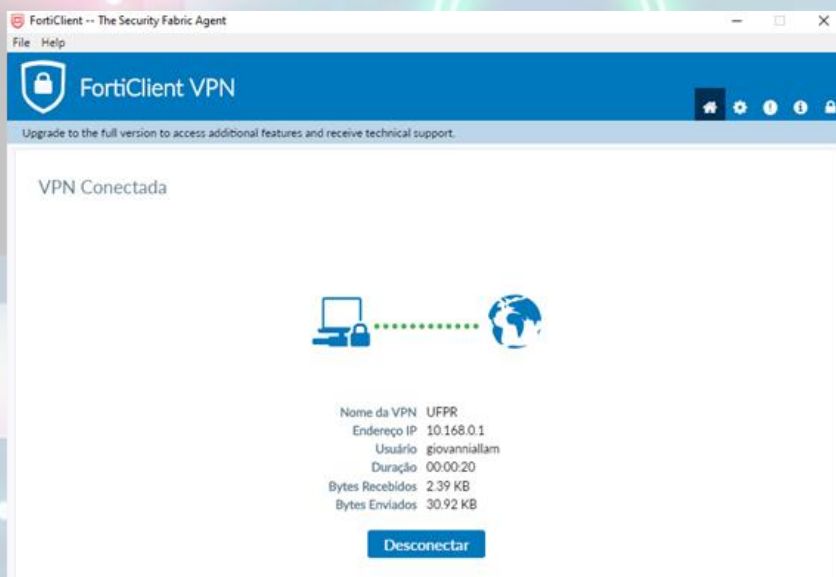 FortiClient -- The Security Fabric Agent
File Help
FortiClient VPN
Upgrade to the full version to access additional features and receive technical support.
VPN Conectada
Nome da VPN UFPR
Endereço IP 10.168.0.1
Usuário giovanniallam
Duração 00:00:20
Bytes Recebidos 2.39 KB
Bytes Enviados 30.92 KB
Desconectar